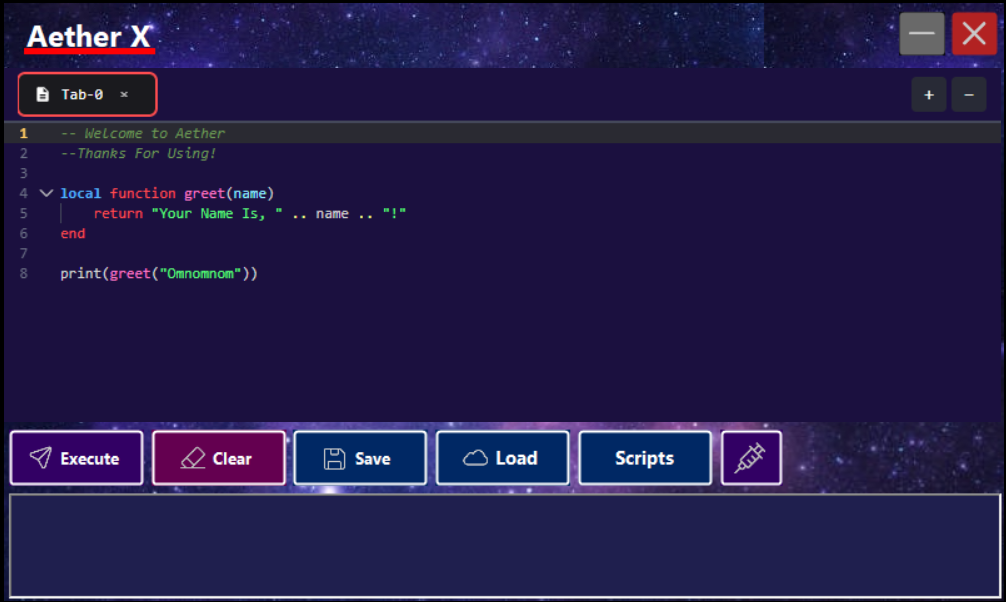 Aether X
Tab-0 ×
+ −
1 -- Welcome to Aether
2 --Thanks For Using!
3
4 local function greet(name)
5 return "Your Name Is, " .. name .. "!"
6 end
7
8 print(greet("Omnomnom"))
Execute Clear Save Load Scripts